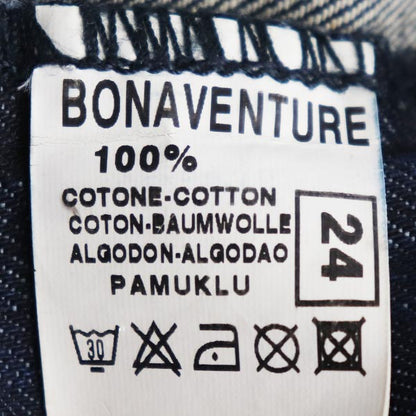 BONAVENTURE
100%
COTONE-COTTON
COTON-BAUMWOLLE
ALGODON-ALGODAO
PAMUKLU
24
30